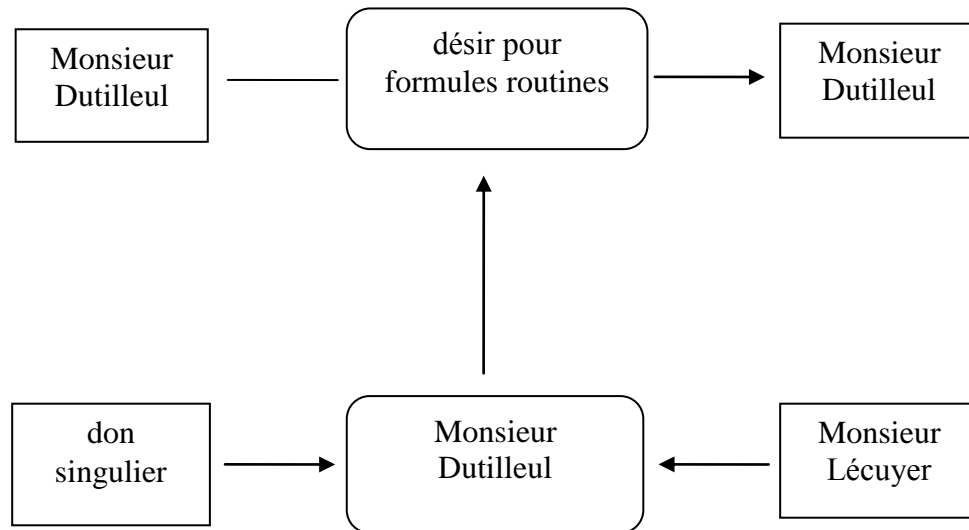 Monsieur
Dutilleul
désir pour
formules routines
Monsieur
Dutilleul
don
singulier
Monsieur
Dutilleul
Monsieur
Lécuyer